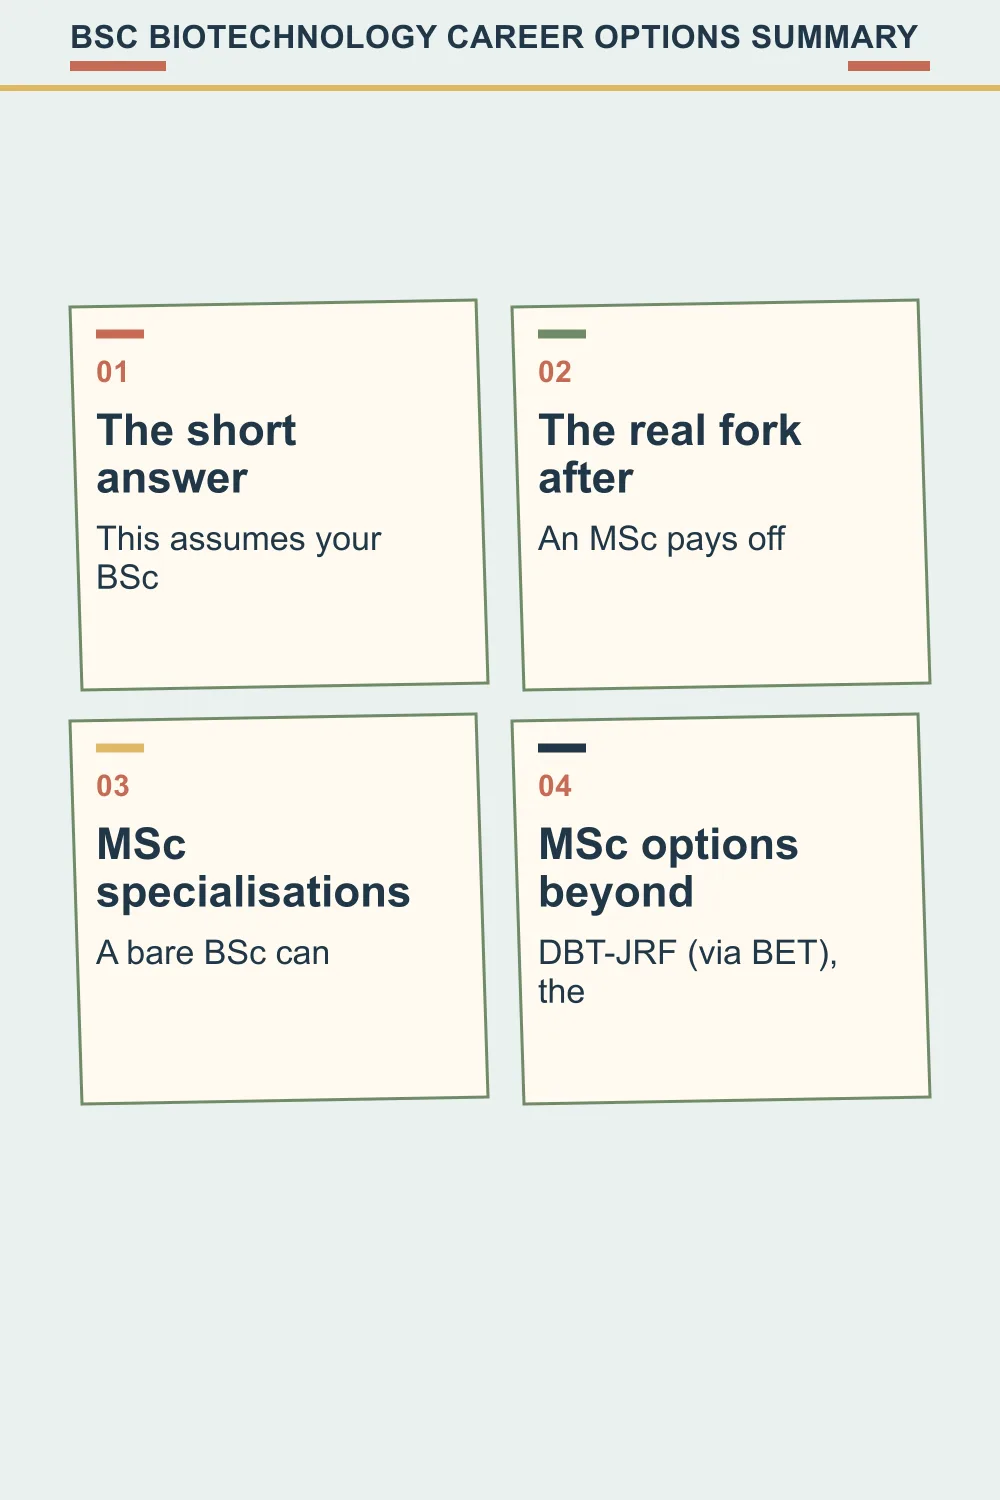 BSC BIOTECHNOLOGY CAREER OPTIONS SUMMARY
01
The short
answer
This assumes your
BSc
02
The real fork
after
An MSc pays off
03
MSc
specialisations
A bare BSc can
04
MSc options
beyond
DBT-JRF (via BET),
the